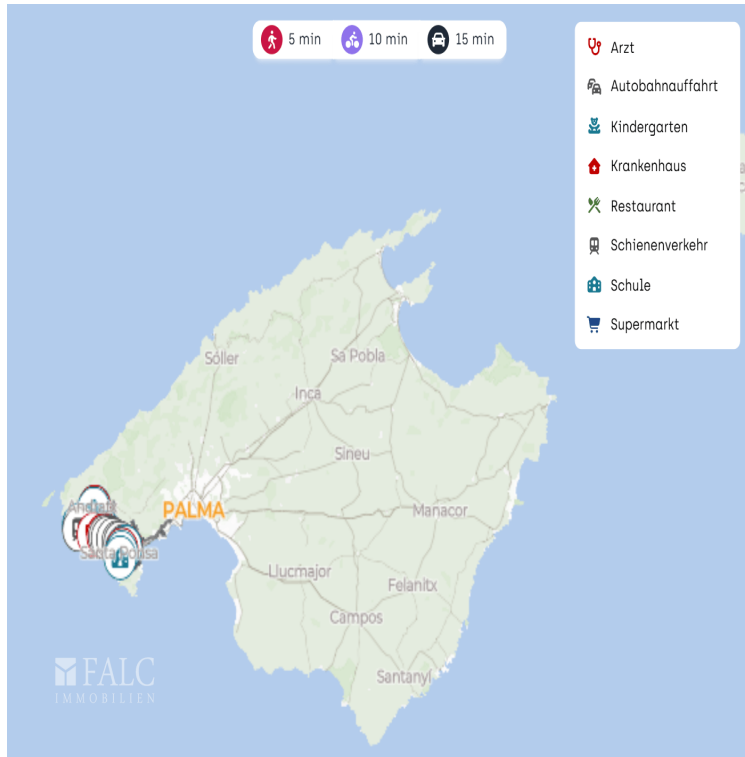 5 min
10 min
15 min
Arzt
Autobahnauffahrt
Kindergarten
Krankenhaus
Restaurant
Schienenverkehr
Schule
Supermarkt
Sóller
Sa Pobla
Inca
Sineu
PALMA
Manacor
Llucmajor
Felanitx
Campos
Santanyí
FALC
IMMOBILIEN